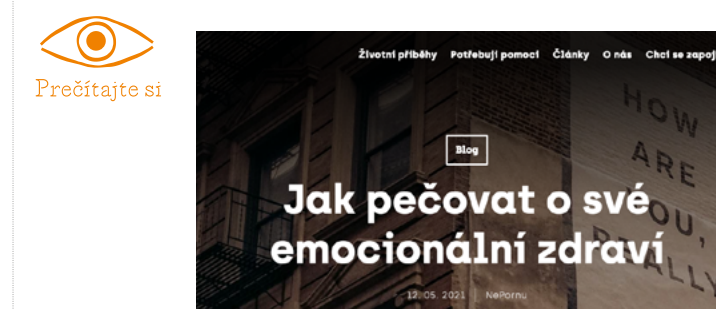 Prečítajte si
Životní příběhy Potřebuji pomoci Články O nás Chci se zapoj
HOW
ARE
YOU,
REALLY
Blog
Jak pečovat o své
emocionální zdraví
12. 05. 2021 NePornu